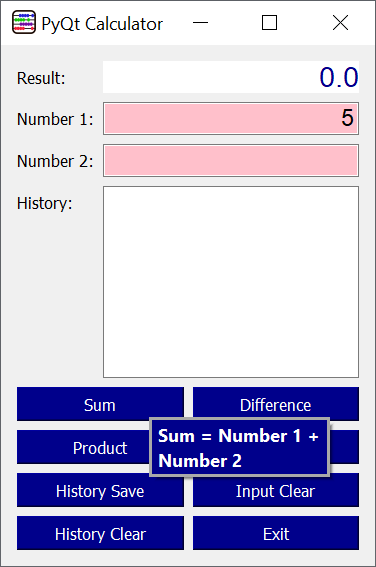 PyQt Calculator
Result: 0.0
Number 1: 5
Number 2:
History:
Sum Difference
Sum = Number 1 +
Number 2
Product
History Save Input Clear
History Clear Exit